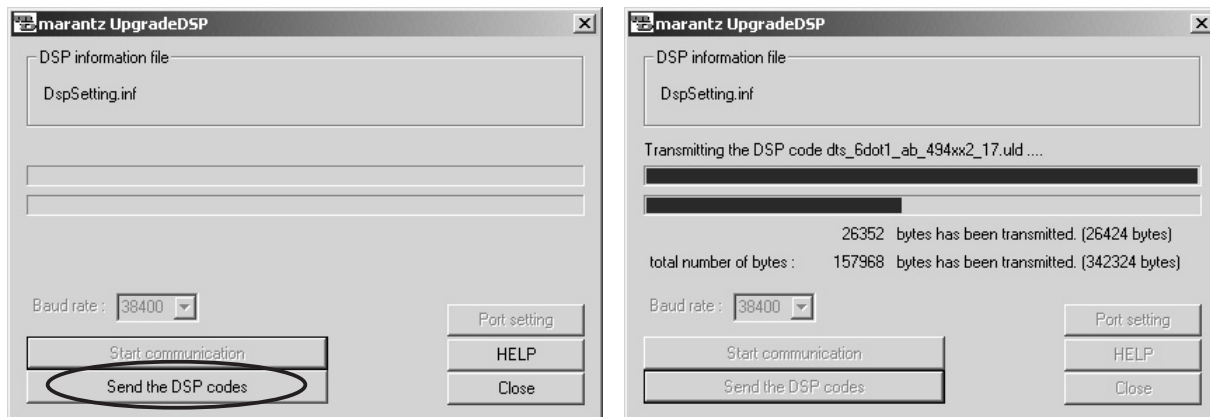 marantz UpgradeDSP
DSP information file
DspSetting.inf
Baud rate :
38400
Port setting
Start communication
HELP
Send the DSP codes
Close
marantz UpgradeDSP
DSP information file
DspSetting.inf
Transmitting the DSP code dts_6dot1_ab_494xx2_17.uld ....
26352 bytes has been transmitted. (26424 bytes)
total number of bytes : 157968 bytes has been transmitted. (342324 bytes)
Baud rate :
38400
Port setting
Start communication
HELP
Send the DSP codes
Close